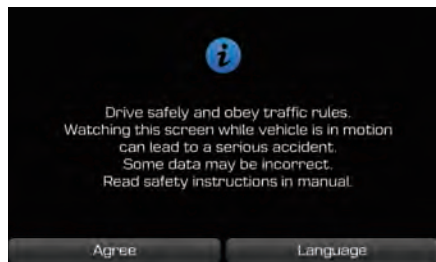 Drive safely and obey traffic rules.
Watching this screen while vehicle is in motion
can lead to a serious accident.
Some data may be incorrect.
Read safety instructions in manual.
Agree
Language